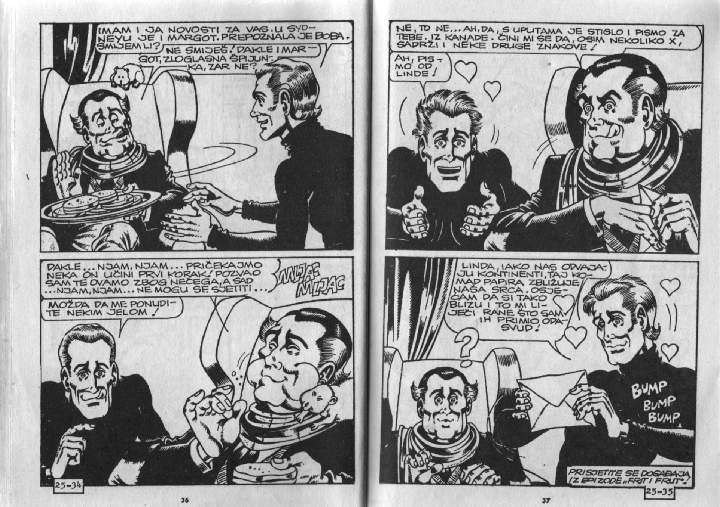 IMAM I JA NOVOSTI ZA VAS. U SYD-
NEYU JE I MARGOT. PREPOZNALA JE BOBA.
SMIJEM LI?
NE SMIJEŠ! DAKLE I MAR-
GOT, ZLOGLASNA ŠPIJUN-
KA, ZAR NE?
DAKLE...NJAM, NJAM... PRIČEKAJMO
NEKA ON UČINI PRVI KORAK! POZVAO
SAM TE OVAMO ZBOG NEČEGA, A SAD
...NJAM, NJAM... NE MOGU SE SJETITI...
MNJAC
MNJAC
MOŽDA DA ME PONUDI-
TE NEKIM JELOM!
25-34
36
NE, TO NE... AH, DA, S UPUTAMA JE STIGLO I PISMO ZA
TEBE. IZ KANADE. ČINI MI SE DA, OSIM NEKOLIKO X,
SADRŽI I NEKE DRUGE ZNAKOVE!
AH, PIS-
MO OD
LINDE!
LINDA, IAKO NAS ODVAJA-
JU KONTINENTI, TAJ KO-
MAD PAPIRA ZBLIŽUJE
NAŠA SRCA. OSJE-
ĆAM DA SI TAKO
BLIZU I TO MI LI-
JEČI RANE ŠTO SAM
IH PRIMIO OPA-
SVUD!
?
BUMP
BUMP
BUMP
PRISJETITE SE DOGAĐAJA
IZ EPIZODE „FRIT I FRUT"!
25-35
37